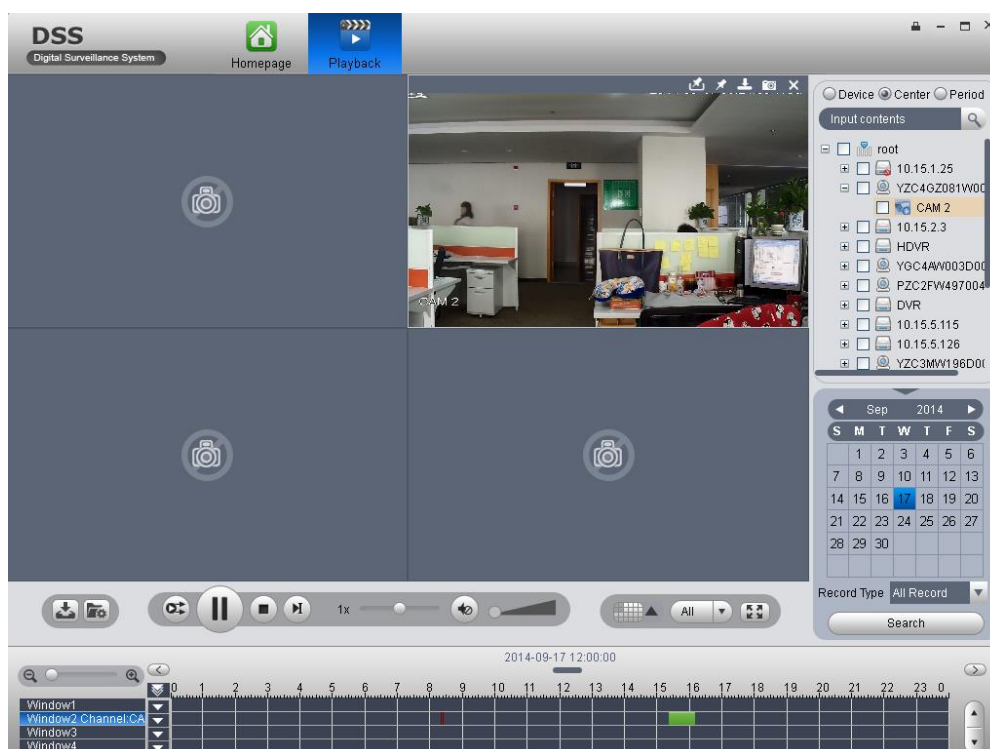 DSS
Digital Surveillance System
Homepage
Playback
Device Center Period
Input contents
root
10.15.1.25
YZC4GZ081W00
CAM 2
10.15.2.3
HDVR
YGC4AW003D00
PZC2FW497004
DVR
10.15.5.115
10.15.5.126
YZC3MW196D00
CAM 2
Sep 2014
S M T W T F S
1 2 3 4 5 6
7 8 9 10 11 12 13
14 15 16 17 18 19 20
21 22 23 24 25 26 27
28 29 30
1x
All
Record Type All Record
Search
2014-09-17 12:00:00
0 1 2 3 4 5 6 7 8 9 10 11 12 13 14 15 16 17 18 19 20 21 22 23 0
Window1
Window2 Channel:CA
Window3
Window4